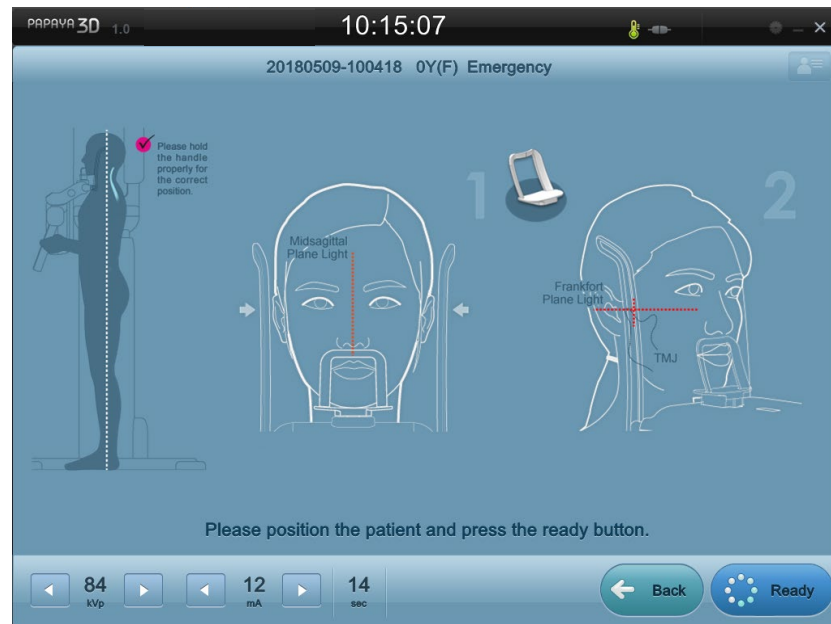 PAPAYA 3D 1.0
10:15:07
20180509-100418 0Y(F) Emergency
Please hold
the handle
properly for
the correct
position.
1
2
Midsagittal
Plane Light
Frankfort
Plane Light
TMJ
Please position the patient and press the ready button.
84
kVp
12
mA
14
sec
Back
Ready